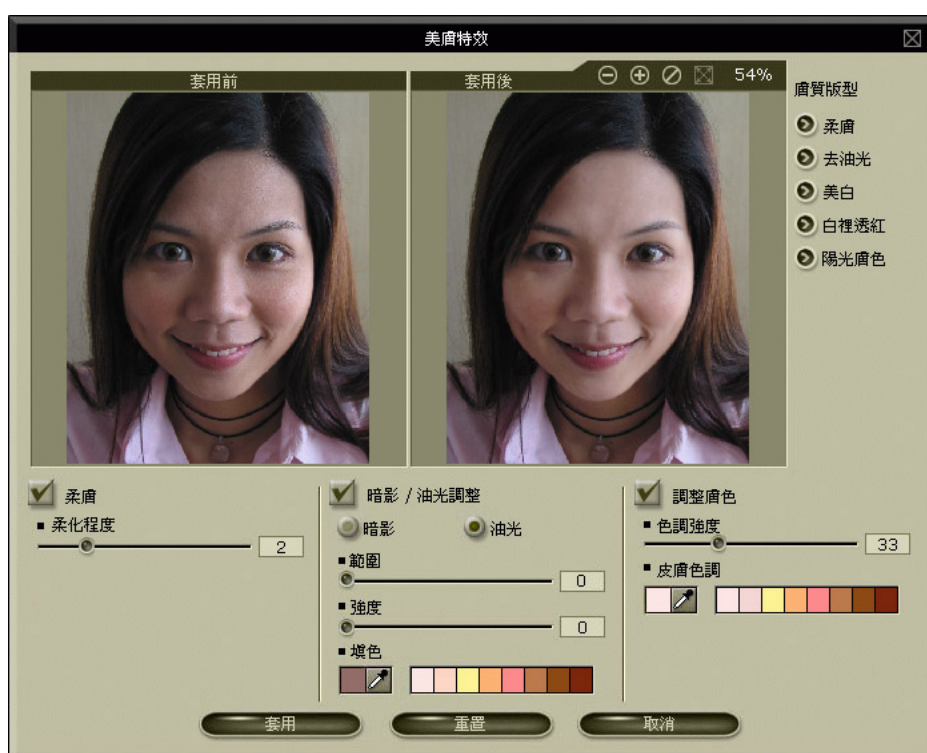 美膚特效
套用前
套用後
54%
膚質版型
柔膚
去油光
美白
白裡透紅
陽光膚色
柔膚
柔化程度
2
暗影 / 油光調整
暗影
油光
範圍
0
強度
0
填色
調整膚色
色調強度
33
皮膚色調
套用
重置
取消